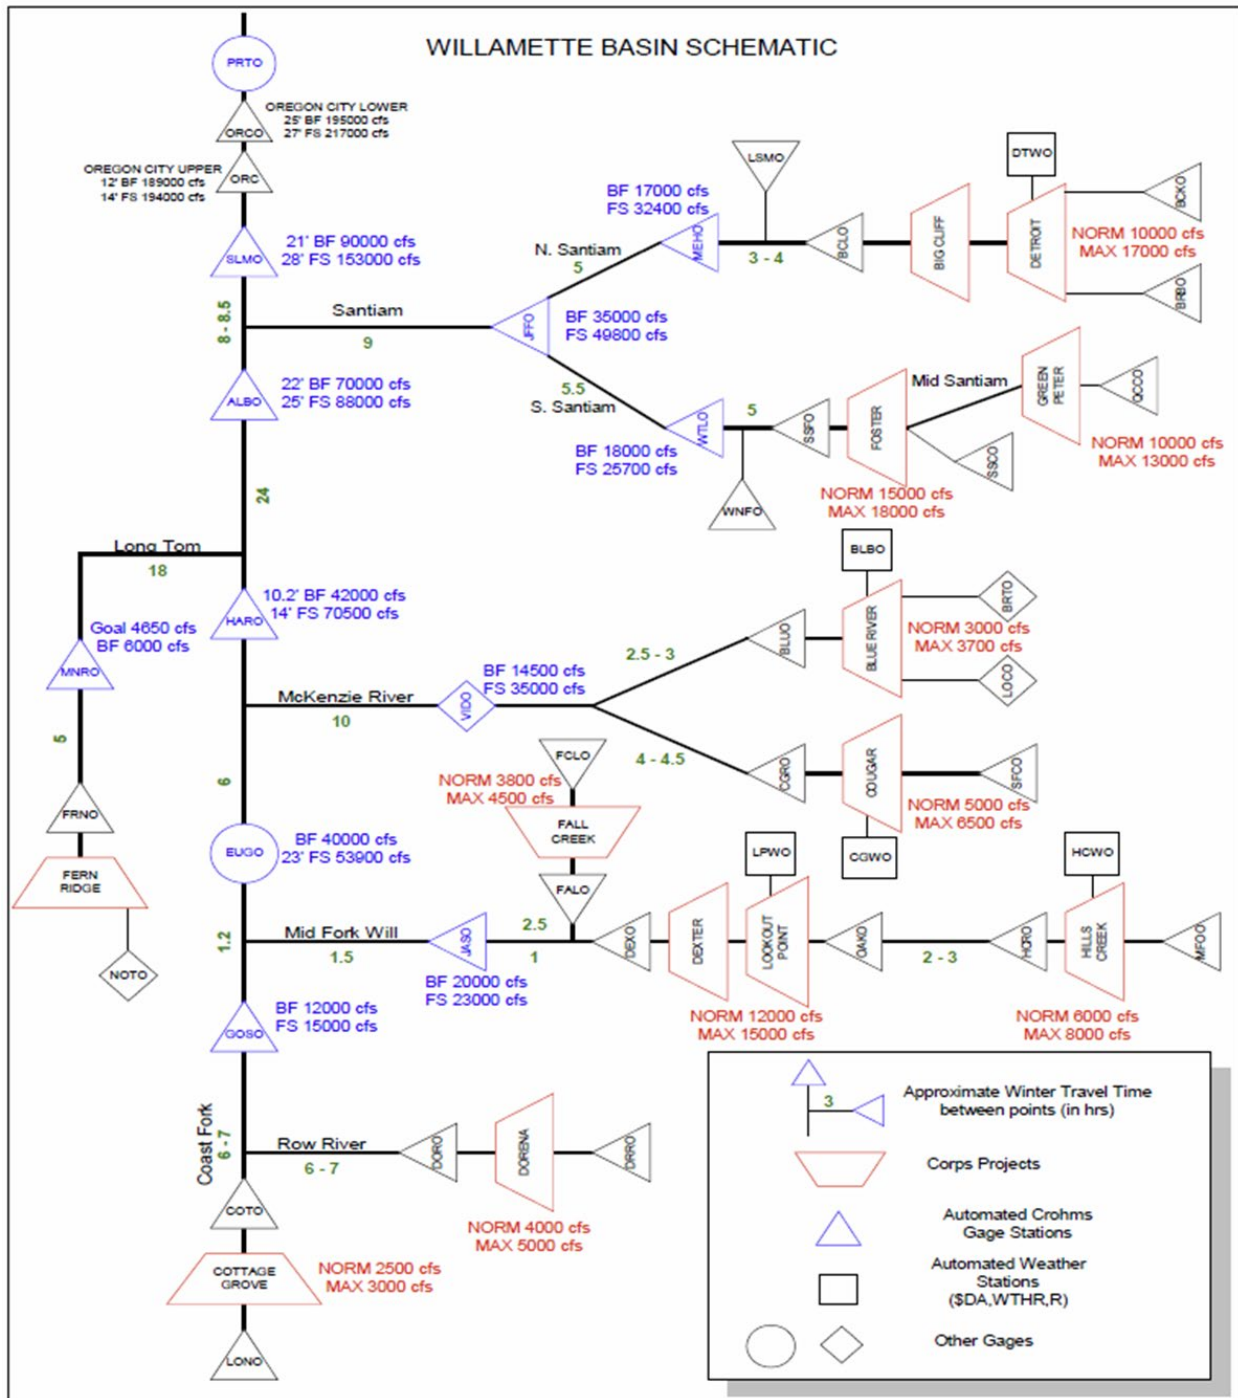 WILLAMETTE BASIN SCHEMATIC
PRTO
OREGON CITY LOWER
25' BF 195000 cfs
27' FS 217000 cfs
ORCO
OREGON CITY UPPER
12' BF 189000 cfs
14' FS 194000 cfs
ORC
SLMO
21' BF 90000 cfs
28' FS 153000 cfs
8 - 8.5
Santiam
9
JFFO
BF 35000 cfs
FS 49800 cfs
N. Santiam
5
BF 17000 cfs
FS 32400 cfs
MEHO
LSMO
3 - 4
BCLO
BIG CLIFF
DTWO
DETROIT
BCKO
NORM 10000 cfs
MAX 17000 cfs
BRBO
5.5
S. Santiam
WTLO
BF 18000 cfs
FS 25700 cfs
5
WNFO
SSFO
FOSTER
NORM 15000 cfs
MAX 18000 cfs
SSCO
Mid Santiam
GREEN
PETER
QCCO
NORM 10000 cfs
MAX 13000 cfs
ALBO
22' BF 70000 cfs
25' FS 88000 cfs
24
Long Tom
18
HARO
10.2' BF 42000 cfs
14' FS 70500 cfs
Goal 4650 cfs
BF 6000 cfs
MNRO
5
FRNO
FERN
RIDGE
NOTO
McKenzie River
10
VIDO
BF 14500 cfs
FS 35000 cfs
2.5 - 3
BLUO
BLBO
BLUE RIVER
BRTO
NORM 3000 cfs
MAX 3700 cfs
LOCO
4 - 4.5
CGRO
COUGAR
SFCO
NORM 5000 cfs
MAX 6500 cfs
CGWO
6
EUGO
BF 40000 cfs
23' FS 53900 cfs
FCLO
NORM 3800 cfs
MAX 4500 cfs
FALL
CREEK
FALO
1.2
Mid Fork Will
1.5
JASO
BF 20000 cfs
FS 23000 cfs
2.5
1
DEXO
DEXTER
LPWO
LOOKOUT
POINT
NORM 12000 cfs
MAX 15000 cfs
OAKO
2 - 3
HCRO
HCWO
HILLS
CREEK
MFOO
NORM 6000 cfs
MAX 8000 cfs
GOSO
BF 12000 cfs
FS 15000 cfs
Coast Fork
6 - 7
Row River
6 - 7
DORO
DORENA
DRRO
NORM 4000 cfs
MAX 5000 cfs
COTO
COTTAGE
GROVE
NORM 2500 cfs
MAX 3000 cfs
LONO
3
Approximate Winter Travel Time
between points (in hrs)
Corps Projects
Automated Crohms
Gage Stations
Automated Weather
Stations
($DA,WTHR,R)
Other Gages